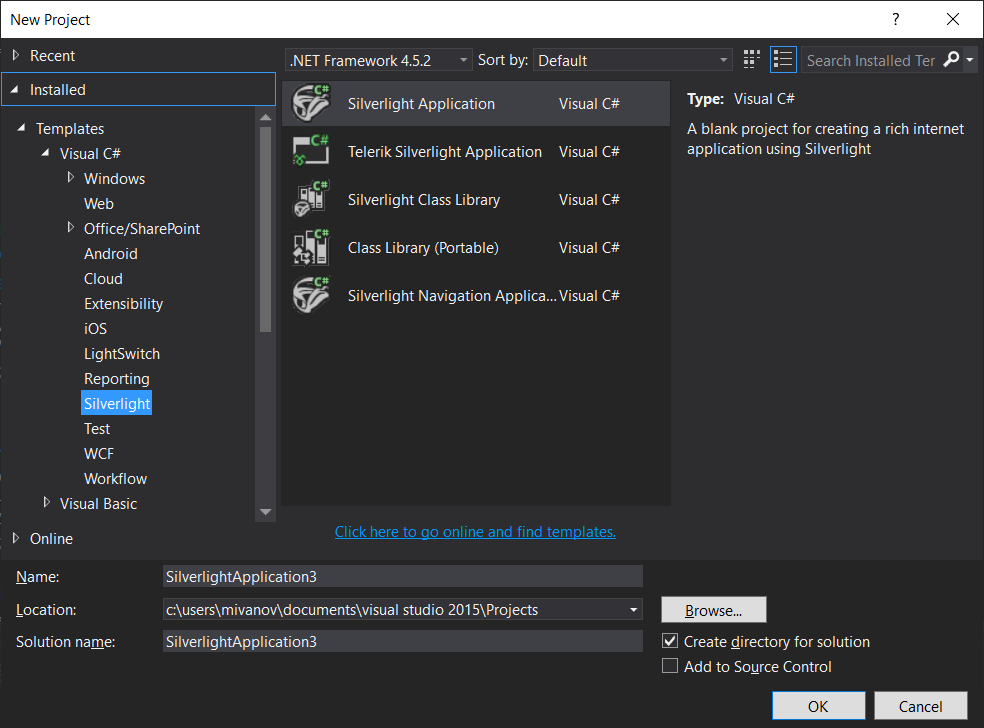 New Project
?
Recent
Installed
.NET Framework 4.5.2
Sort by:
Default
Search Installed Ter
Templates
Visual C#
Windows
Web
Office/SharePoint
Android
Cloud
Extensibility
iOS
LightSwitch
Reporting
Silverlight
Test
WCF
Workflow
Visual Basic
Online
C# Silverlight Application Visual C#
C# Telerik Silverlight Application Visual C#
C# Silverlight Class Library Visual C#
C# Class Library (Portable) Visual C#
C# Silverlight Navigation Applica... Visual C#
Type: Visual C#
A blank project for creating a rich internet
application using Silverlight
Click here to go online and find templates.
Name: SilverlightApplication3
Location: c:\users\mivanov\documents\visual studio 2015\Projects
Browse...
Solution name: SilverlightApplication3
Create directory for solution
Add to Source Control
OK
Cancel